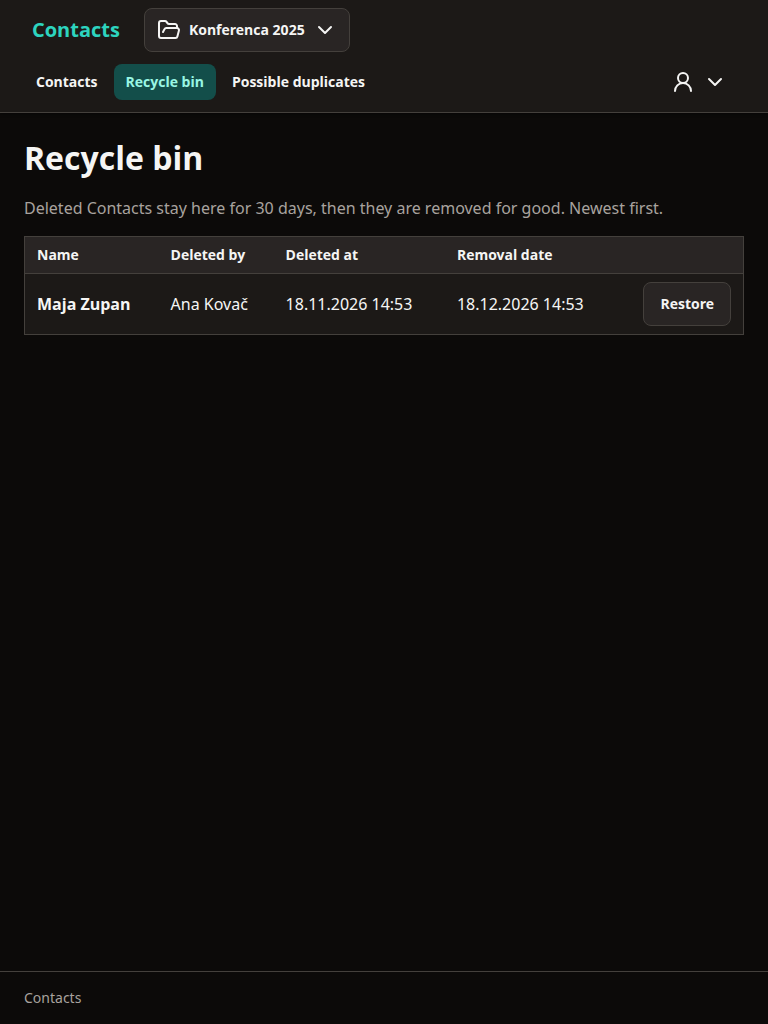 Contacts
Konferenca 2025
Contacts
Recycle bin
Possible duplicates
Recycle bin
Deleted Contacts stay here for 30 days, then they are removed for good. Newest first.
Name Deleted by Deleted at Removal date
Maja Zupan Ana Kovač 18.11.2026 14:53 18.12.2026 14:53 Restore
Contacts